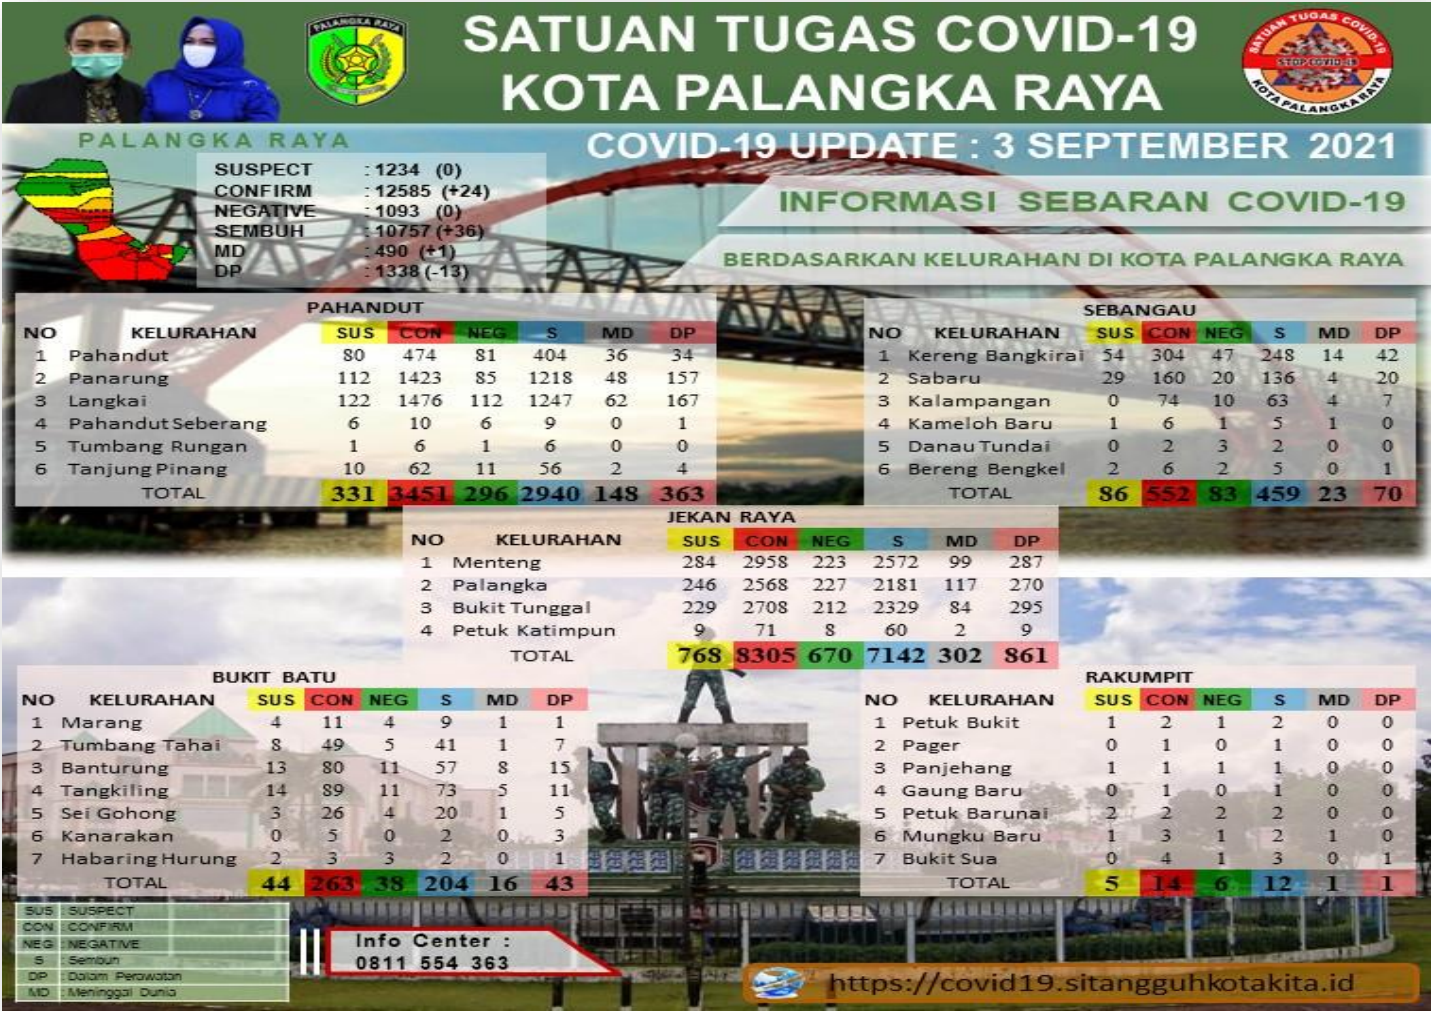 PALANGKA RAYA
SATUAN TUGAS COVID-19
KOTA PALANGKA RAYA
SATUAN TUGAS COVID-19
STOP COVID-19
KOTA PALANGKARAYA
PALANGKA RAYA
COVID-19 UPDATE : 3 SEPTEMBER 2021
SUSPECT : 1234 (0)
CONFIRM : 12585 (+24)
NEGATIVE : 1093 (0)
SEMBUH : 10757 (+36)
MD : 490 (+1)
DP : 1338 (-13)
INFORMASI SEBARAN COVID-19
BERDASARKAN KELURAHAN DI KOTA PALANGKA RAYA
PAHANDUT
NO KELURAHAN SUS CON NEG S MD DP
1 Pahandut 80 474 81 404 36 34
2 Panarung 112 1423 85 1218 48 157
3 Langkai 122 1476 112 1247 62 167
4 Pahandut Seberang 6 10 6 9 0 1
5 Tumbang Rungan 1 6 1 6 0 0
6 Tanjung Pinang 10 62 11 56 2 4
TOTAL 331 3451 296 2940 148 363
SEBANGAU
NO KELURAHAN SUS CON NEG S MD DP
1 Kereng Bangkirai 54 304 47 248 14 42
2 Sabaru 29 160 20 136 4 20
3 Kalampangan 0 74 10 63 4 7
4 Kameloh Baru 1 6 1 5 1 0
5 Danau Tundai 0 2 3 2 0 0
6 Bereng Bengkel 2 6 2 5 0 1
TOTAL 86 552 83 459 23 70
JEKAN RAYA
NO KELURAHAN SUS CON NEG S MD DP
1 Menteng 284 2958 223 2572 99 287
2 Palangka 246 2568 227 2181 117 270
3 Bukit Tunggal 229 2708 212 2329 84 295
4 Petuk Katimpun 9 71 8 60 2 9
TOTAL 768 8305 670 7142 302 861
BUKIT BATU
NO KELURAHAN SUS CON NEG S MD DP
1 Marang 4 11 4 9 1 1
2 Tumbang Tahai 8 49 5 41 1 7
3 Banturung 13 80 11 57 8 15
4 Tangkiling 14 89 11 73 5 11
5 Sei Gohong 3 26 4 20 1 5
6 Kanarakan 0 5 0 2 0 3
7 Habaring Hurung 2 3 3 2 0 1
TOTAL 44 263 38 204 16 43
RAKUMPIT
NO KELURAHAN SUS CON NEG S MD DP
1 Petuk Bukit 1 2 1 2 0 0
2 Pager 0 1 0 1 0 0
3 Panjehang 1 1 1 1 0 0
4 Gaung Baru 0 1 0 1 0 0
5 Petuk Barunai 2 2 2 2 0 0
6 Mungku Baru 1 3 1 2 1 0
7 Bukit Sua 0 4 1 3 0 1
TOTAL 5 14 6 12 1 1
SUS : SUSPECT
CON : CONFIRM
NEG : NEGATIVE
S : Sembuh
DP : Dalam Perawatan
MD : Meninggal Dunia
Info Center :
0811 554 363
https://covid19.sitangguhkotakita.id